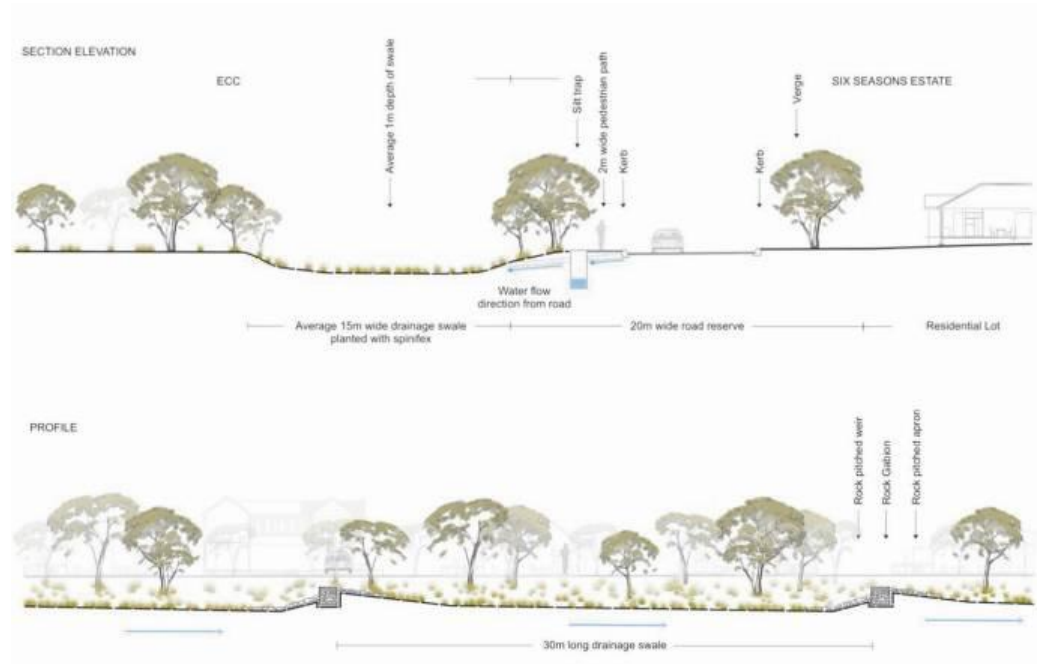 SECTION ELEVATION
ECC
Average 1m depth of swale
Silt trap
2m wide pedestrian path
Kerb
Kerb
Verge
SIX SEASONS ESTATE
Water flow
direction from road
Average 15m wide drainage swale
planted with spinifex
20m wide road reserve
Residential Lot
PROFILE
Rock pitched weir
Rock Gabion
Rock pitched apron
30m long drainage swale